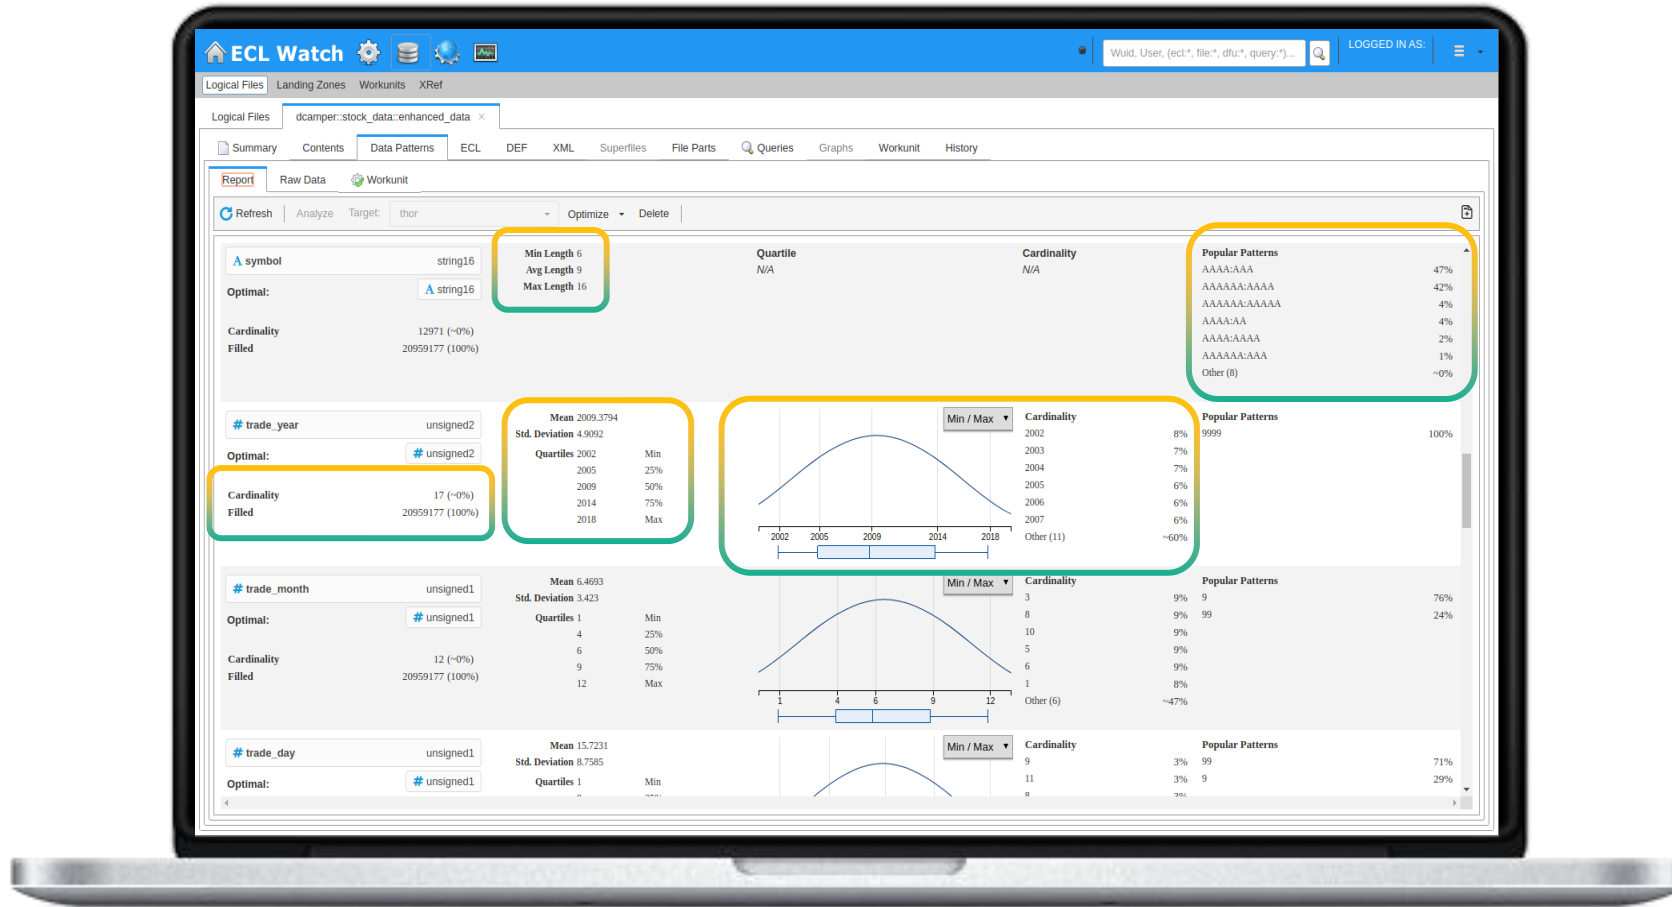 ECL Watch
Wuid, User, (ecl:*, file:*, dfu:*, query:*)...
LOGGED IN AS:
Logical Files Landing Zones Workunits XRef
Logical Files dcamper::stock_data::enhanced_data ×
Summary Contents Data Patterns ECL DEF XML Superfiles File Parts Queries Graphs Workunit History
Report Raw Data Workunit
Refresh Analyze Target: thor Optimize Delete
A symbol string16
Optimal: A string16
Cardinality 12971 (~0%)
Filled 20959177 (100%)
Min Length 6
Avg Length 9
Max Length 16
Quartile
N/A
Cardinality
N/A
Popular Patterns
AAAA:AAA 47%
AAAAAA:AAAA 42%
AAAAAA:AAAAA 4%
AAAA:AA 4%
AAAA:AAAA 2%
AAAAAA:AAA 1%
Other (8) ~0%
# trade_year unsigned2
Optimal: # unsigned2
Cardinality 17 (~0%)
Filled 20959177 (100%)
Mean 2009.3794
Std. Deviation 4.9092
Quartiles 2002 Min
2005 25%
2009 50%
2014 75%
2018 Max
Min / Max
2002 2005 2009 2014 2018
Cardinality
2002 8%
2003 7%
2004 7%
2005 6%
2006 6%
2007 6%
Other (11) ~60%
Popular Patterns
9999 100%
# trade_month unsigned1
Optimal: # unsigned1
Cardinality 12 (~0%)
Filled 20959177 (100%)
Mean 6.4693
Std. Deviation 3.423
Quartiles 1 Min
4 25%
6 50%
9 75%
12 Max
Min / Max
1 4 6 9 12
Cardinality
3 9%
8 9%
10 9%
5 9%
6 9%
1 8%
Other (6) ~47%
Popular Patterns
9 76%
99 24%
# trade_day unsigned1
Optimal: # unsigned1
Mean 15.7231
Std. Deviation 8.7585
Quartiles 1 Min
Min / Max
Cardinality
9 3%
11 3%
Popular Patterns
99 71%
9 29%